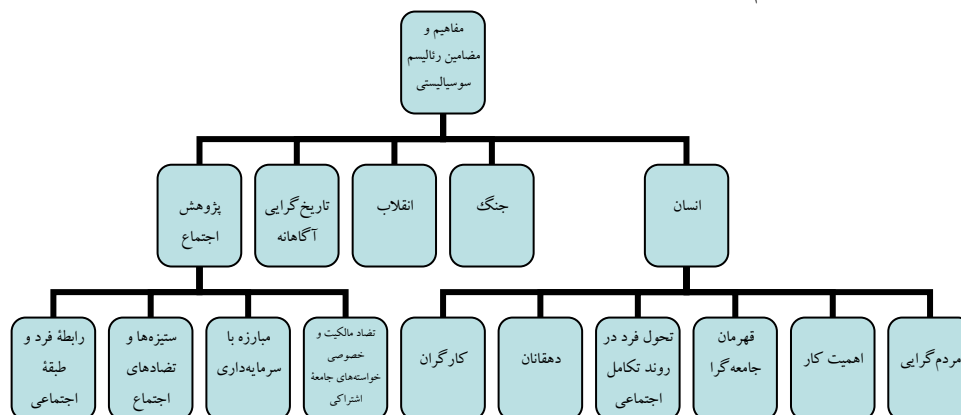 مفاهیم و
مضامین رئالیسم
سوسیالیستی
انسان
جنگ
انقلاب
تاریخ‌گرایی
آگاهانه
پژوهش
اجتماع
مردم‌گرایی
اهمیت کار
قهرمان
جامعه‌گرا
تحول فرد در
روند تکامل
اجتماعی
دهقانان
کارگران
تضاد مالکیت و
خصوصی
خواسته‌های جامعهٔ
اشتراکی
مبارزه با
سرمایه‌داری
ستیزه‌ها و
تضادهای
اجتماع
رابطهٔ فرد و
طبقهٔ
اجتماعی